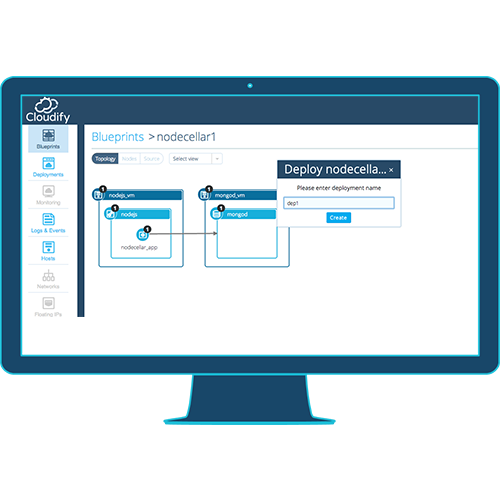 Cloudify
Blueprints
Deployments
Monitoring
Logs & Events
Hosts
Networks
Floating IPs
Blueprints >nodecellar1
Topology Nodes Source Select view
1 nodejs_vm
1 nodejs
1
nodecellar_app
1 mongod_vm
1 mongod
Deploy nodecella... ×
Please enter deployment name
dep1
Create